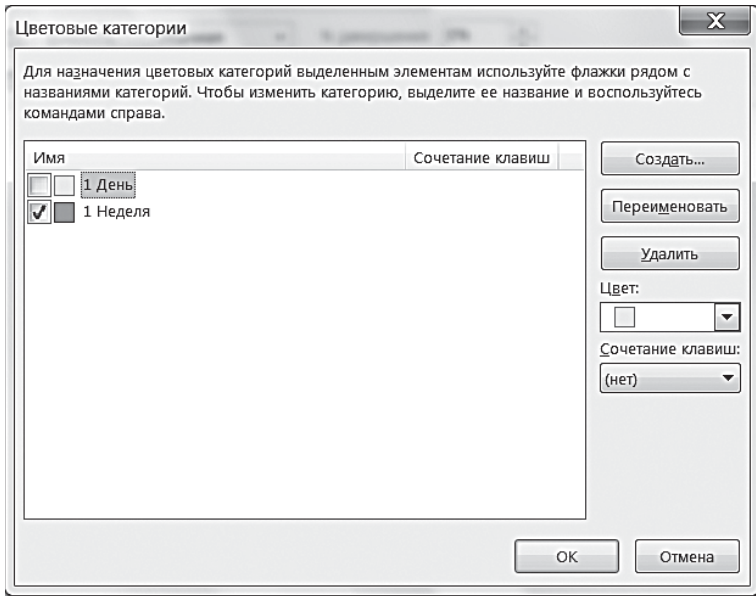 Цветовые категории
Для назначения цветовых категорий выделенным элементам используйте флажки рядом с
названиями категорий. Чтобы изменить категорию, выделите ее название и воспользуйтесь
командами справа.
Имя Сочетание клавиш
1 День
1 Неделя
Создать...
Переименовать
Удалить
Цвет:
Сочетание клавиш:
(нет)
ОК Отмена